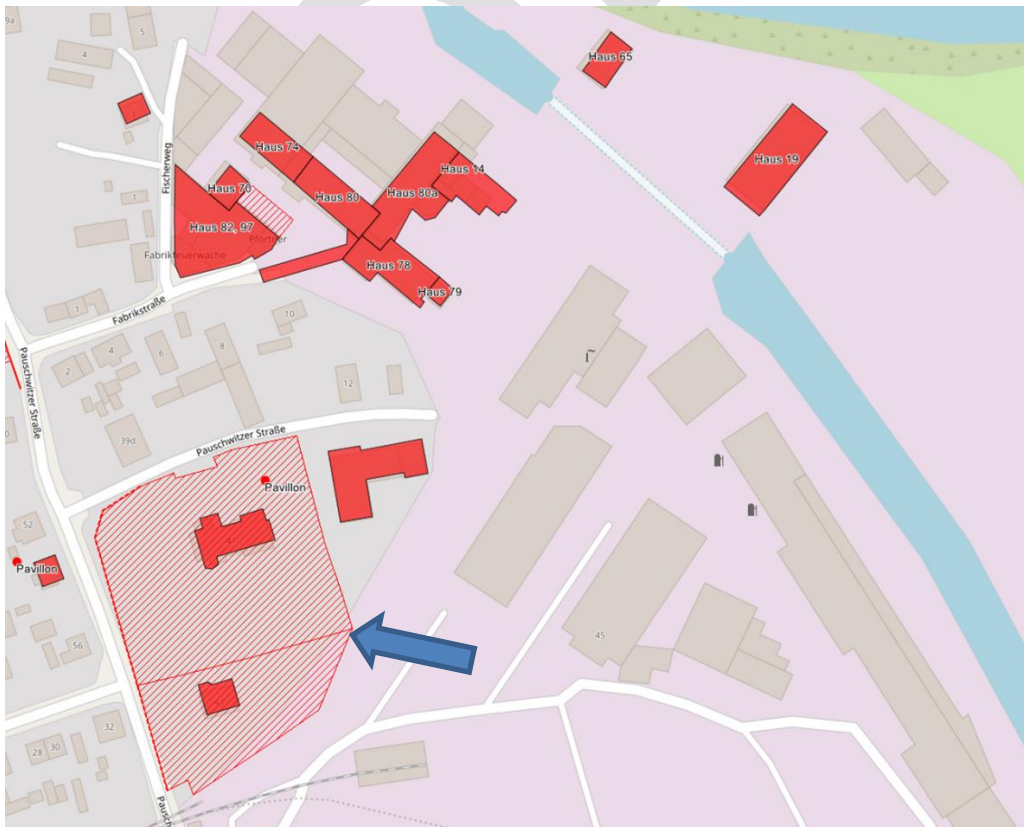 9a
5
4
Haus 65
Haus 74
Haus 14
Haus 19
Fischerweg
Haus 70
Haus 80
Haus 80a
1
Haus 82, 97
Pförtner
Fabrikfeuerwache
Haus 78
Haus 79
Fabrikstraße
1
10
4
6
8
2
12
Pauschwitzer Straße
39d
Pauschwitzer Straße
Pavillon
52
41
Pavillon
56
45
32
28
30
Pausch